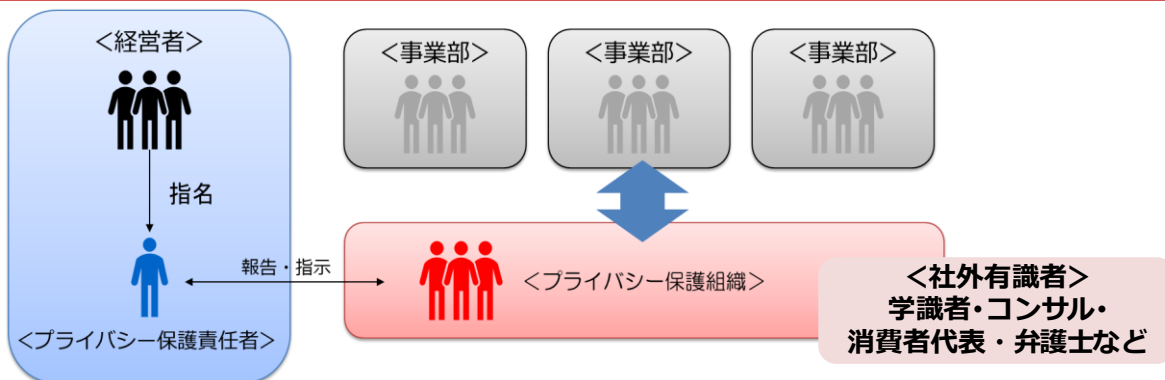 ＜経営者＞
指名
＜プライバシー保護責任者＞
報告・指示
＜事業部＞
＜事業部＞
＜事業部＞
＜プライバシー保護組織＞
＜社外有識者＞
学識者・コンサル・
消費者代表・弁護士など